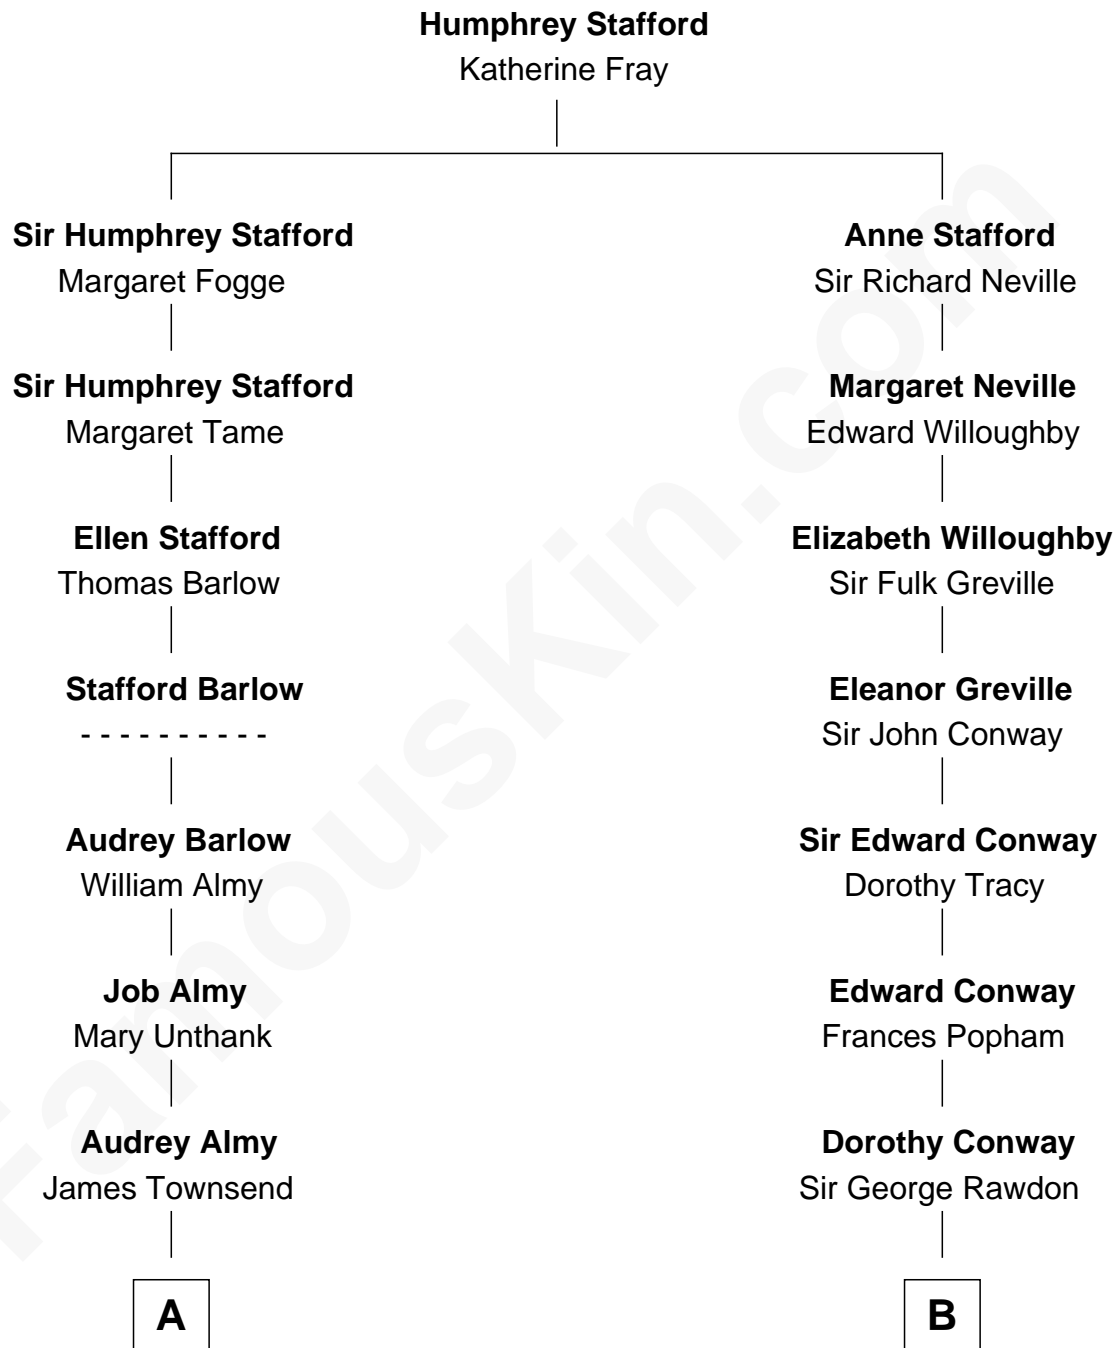 Humphrey Stafford
Katherine Fray
Sir Humphrey Stafford
Margaret Fogge
Anne Stafford
Sir Richard Neville
Sir Humphrey Stafford
Margaret Tame
Margaret Neville
Edward Willoughby
Ellen Stafford
Thomas Barlow
Elizabeth Willoughby
Sir Fulk Greville
Stafford Barlow
- - - - - - - - - -
Eleanor Greville
Sir John Conway
Audrey Barlow
William Almy
Sir Edward Conway
Dorothy Tracy
Job Almy
Mary Unthank
Edward Conway
Frances Popham
Audrey Almy
James Townsend
Dorothy Conway
Sir George Rawdon
A
B
FamousKin.com